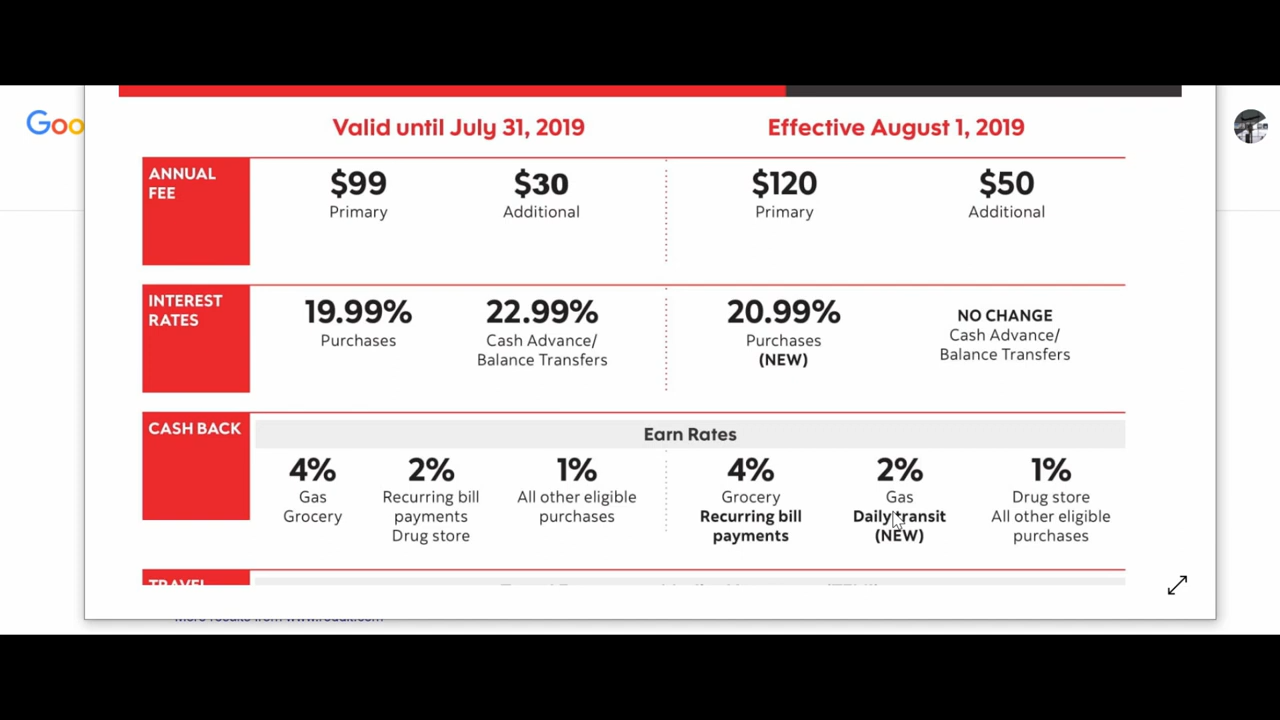 Goo
Valid until July 31, 2019
Effective August 1, 2019
ANNUAL
FEE
$99
Primary
$30
Additional
$120
Primary
$50
Additional
INTEREST
RATES
19.99%
Purchases
22.99%
Cash Advance/
Balance Transfers
20.99%
Purchases
(NEW)
NO CHANGE
Cash Advance/
Balance Transfers
CASH BACK
Earn Rates
4%
Gas
Grocery
2%
Recurring bill
payments
Drug store
1%
All other eligible
purchases
4%
Grocery
Recurring bill
payments
2%
Gas
Daily transit
(NEW)
1%
Drug store
All other eligible
purchases
TRAVEL